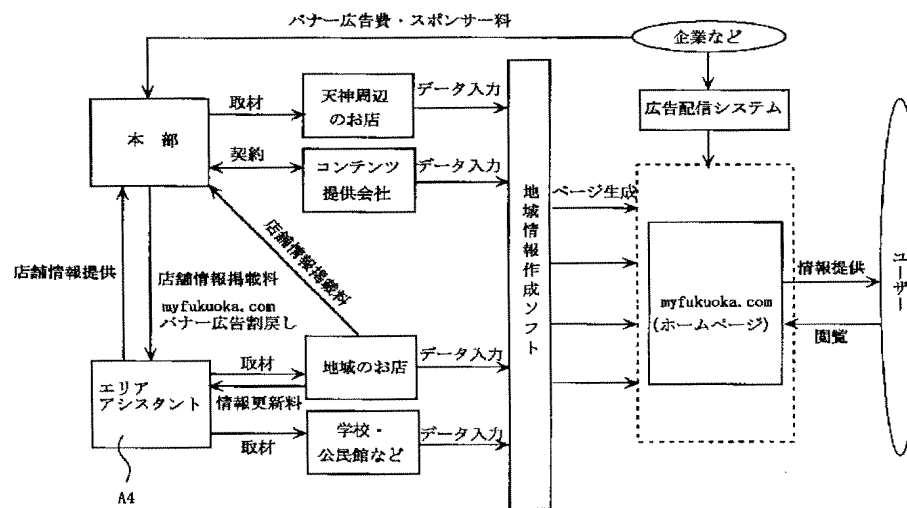 バナー広告費・スポンサー料
企業など
本 部
取材
天神周辺
のお店
データ入力
広告配信システム
契約
コンテンツ
提供会社
データ入力
地域情報作成ソフト
ページ生成
店舗情報掲載料
店舗情報提供
店舗情報掲載料
myfukuoka.com
バナー広告割戻し
myfukuoka.com
(ホームページ)
情報提供
閲覧
ユーザー
エリア
アシスタント
取材
情報更新料
地域のお店
データ入力
取材
学校・
公民館など
データ入力
A4